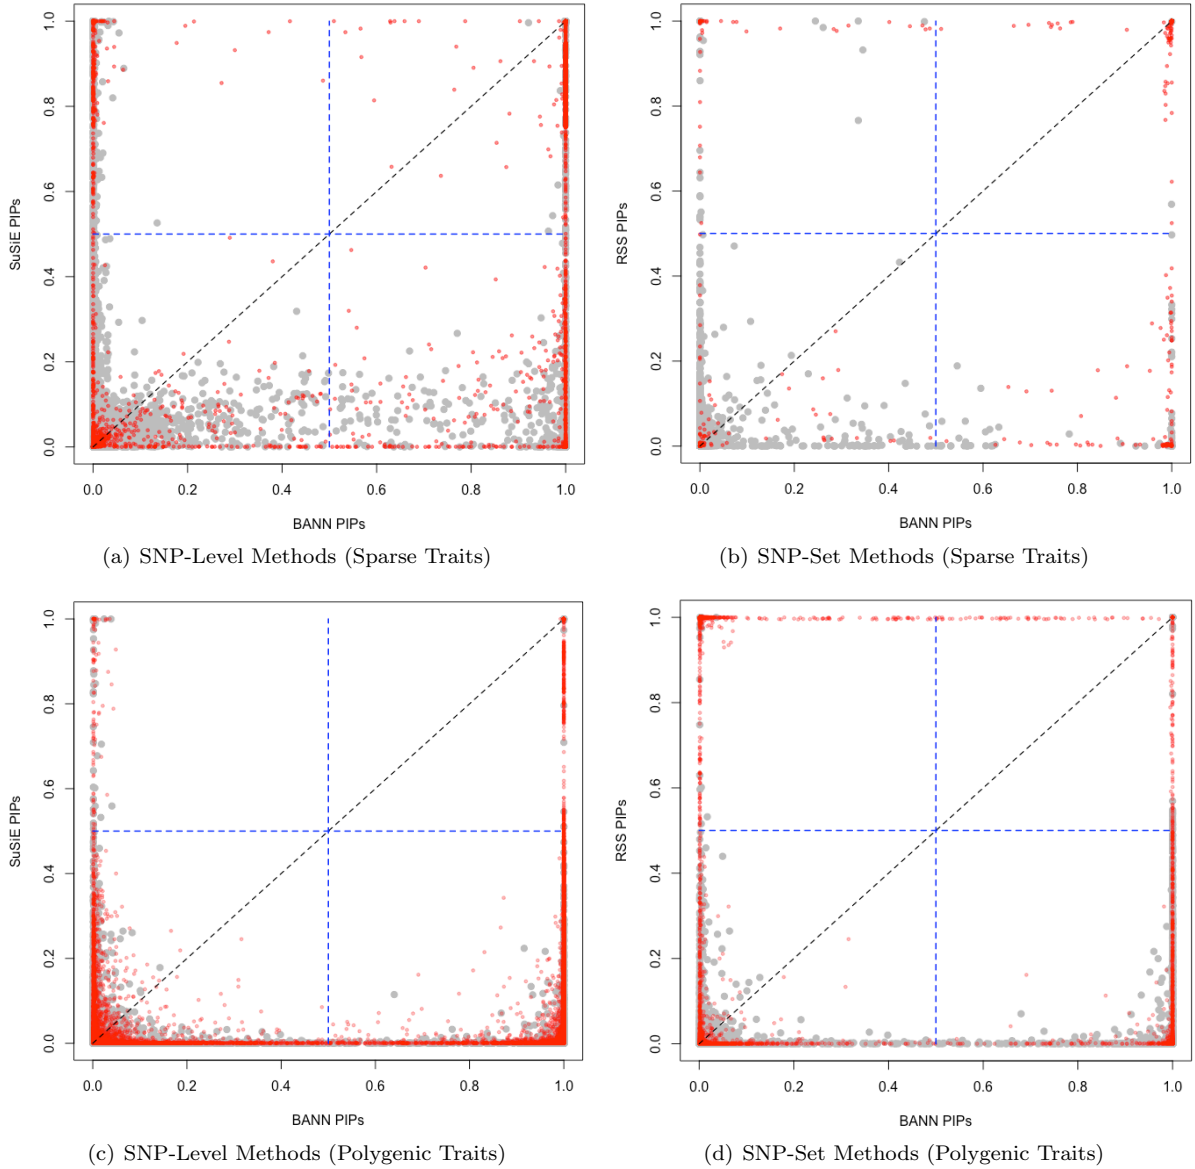 1.0
0.8
0.6
0.4
0.2
0.0
SuSiE PIPs
0.0 0.2 0.4 0.6 0.8 1.0
BANN PIPs
(a) SNP-Level Methods (Sparse Traits)
1.0
0.8
0.6
0.4
0.2
0.0
RSS PIPs
0.0 0.2 0.4 0.6 0.8 1.0
BANN PIPs
(b) SNP-Set Methods (Sparse Traits)
1.0
0.8
0.6
0.4
0.2
0.0
SuSiE PIPs
0.0 0.2 0.4 0.6 0.8 1.0
BANN PIPs
(c) SNP-Level Methods (Polygenic Traits)
1.0
0.8
0.6
0.4
0.2
0.0
RSS PIPs
0.0 0.2 0.4 0.6 0.8 1.0
BANN PIPs
(d) SNP-Set Methods (Polygenic Traits)